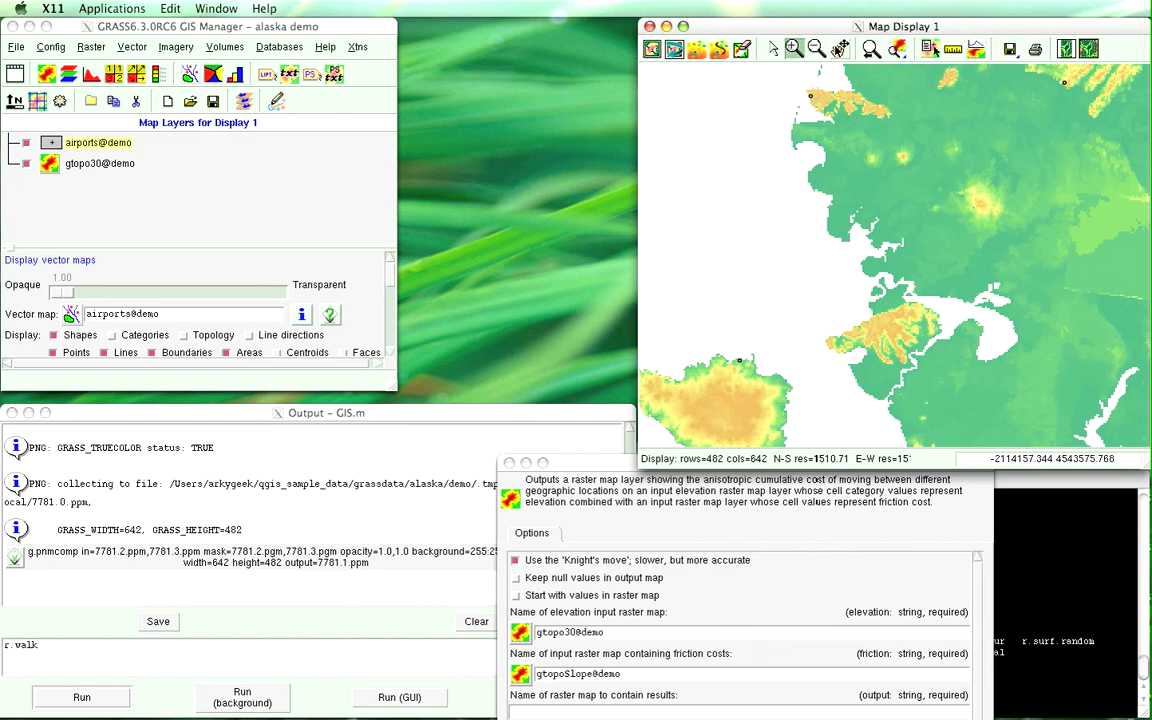 X11 Applications Edit Window Help
GRASS6.3.0RC6 GIS Manager - alaska demo
File Config Raster Vector Imagery Volumes Databases Help Xtns
Map Layers for Display 1
airports@demo
gtopo30@demo
Display vector maps
1.00
Opaque Transparent
Vector map: airports@demo
Display: Shapes Categories Topology Line directions
Points Lines Boundaries Areas Centroids Faces
Map Display 1
Display: rows=482 cols=642 N-S res=1510.71 E-W res=15'
-2114157.344 4543575.768
Output - GIS.m
PNG: GRASS_TRUECOLOR status: TRUE
PNG: collecting to file: /Users/arkygeek/qgis_sample_data/grassdata/alaska/demo/.tmp
ocal/7781.0.ppm,
GRASS_WIDTH=642, GRASS_HEIGHT=482
g.pnmcomp in=7781.2.ppm,7781.3.ppm mask=7781.2.pgm,7781.3.pgm opacity=1.0,1.0 background=255:25
width=642 height=482 output=7781.1.ppm
Save Clear
r.walk
Run
Run
(background)
Run (GUI)
Outputs a raster map layer showing the anisotropic cumulative cost of moving between different
geographic locations on an input elevation raster map layer whose cell category values represent
elevation combined with an input raster map layer whose cell values represent friction cost.
Options
Use the 'Knight's move'; slower, but more accurate
Keep null values in output map
Start with values in raster map
Name of elevation input raster map: (elevation: string, required)
gtopo30@demo
Name of input raster map containing friction costs: (friction: string, required)
gtopoSlope@demo
Name of raster map to contain results: (output: string, required)
ur r.surf.random
al